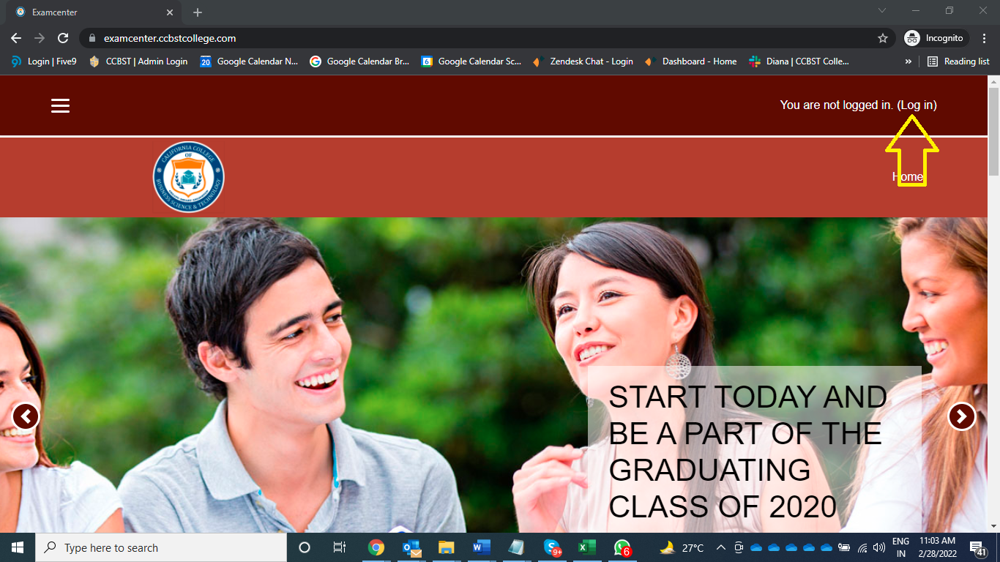 Examcenter
examcenter.ccbstcollege.com
Incognito
Login | Five9
CCBST | Admin Login
20
Google Calendar N...
Google Calendar Br...
6
Google Calendar Sc...
Zendesk Chat - Login
Dashboard - Home
Diana | CCBST Colle...
»
Reading list
You are not logged in. (Log in)
CALIFORNIA COLLEGE
OF
BUSINESS SCIENCE & TECHNOLOGY
Home
START TODAY AND
BE A PART OF THE
GRADUATING
CLASS OF 2020
Type here to search
9+
6
27°C
ENG
IN
11:03 AM
2/28/2022
41